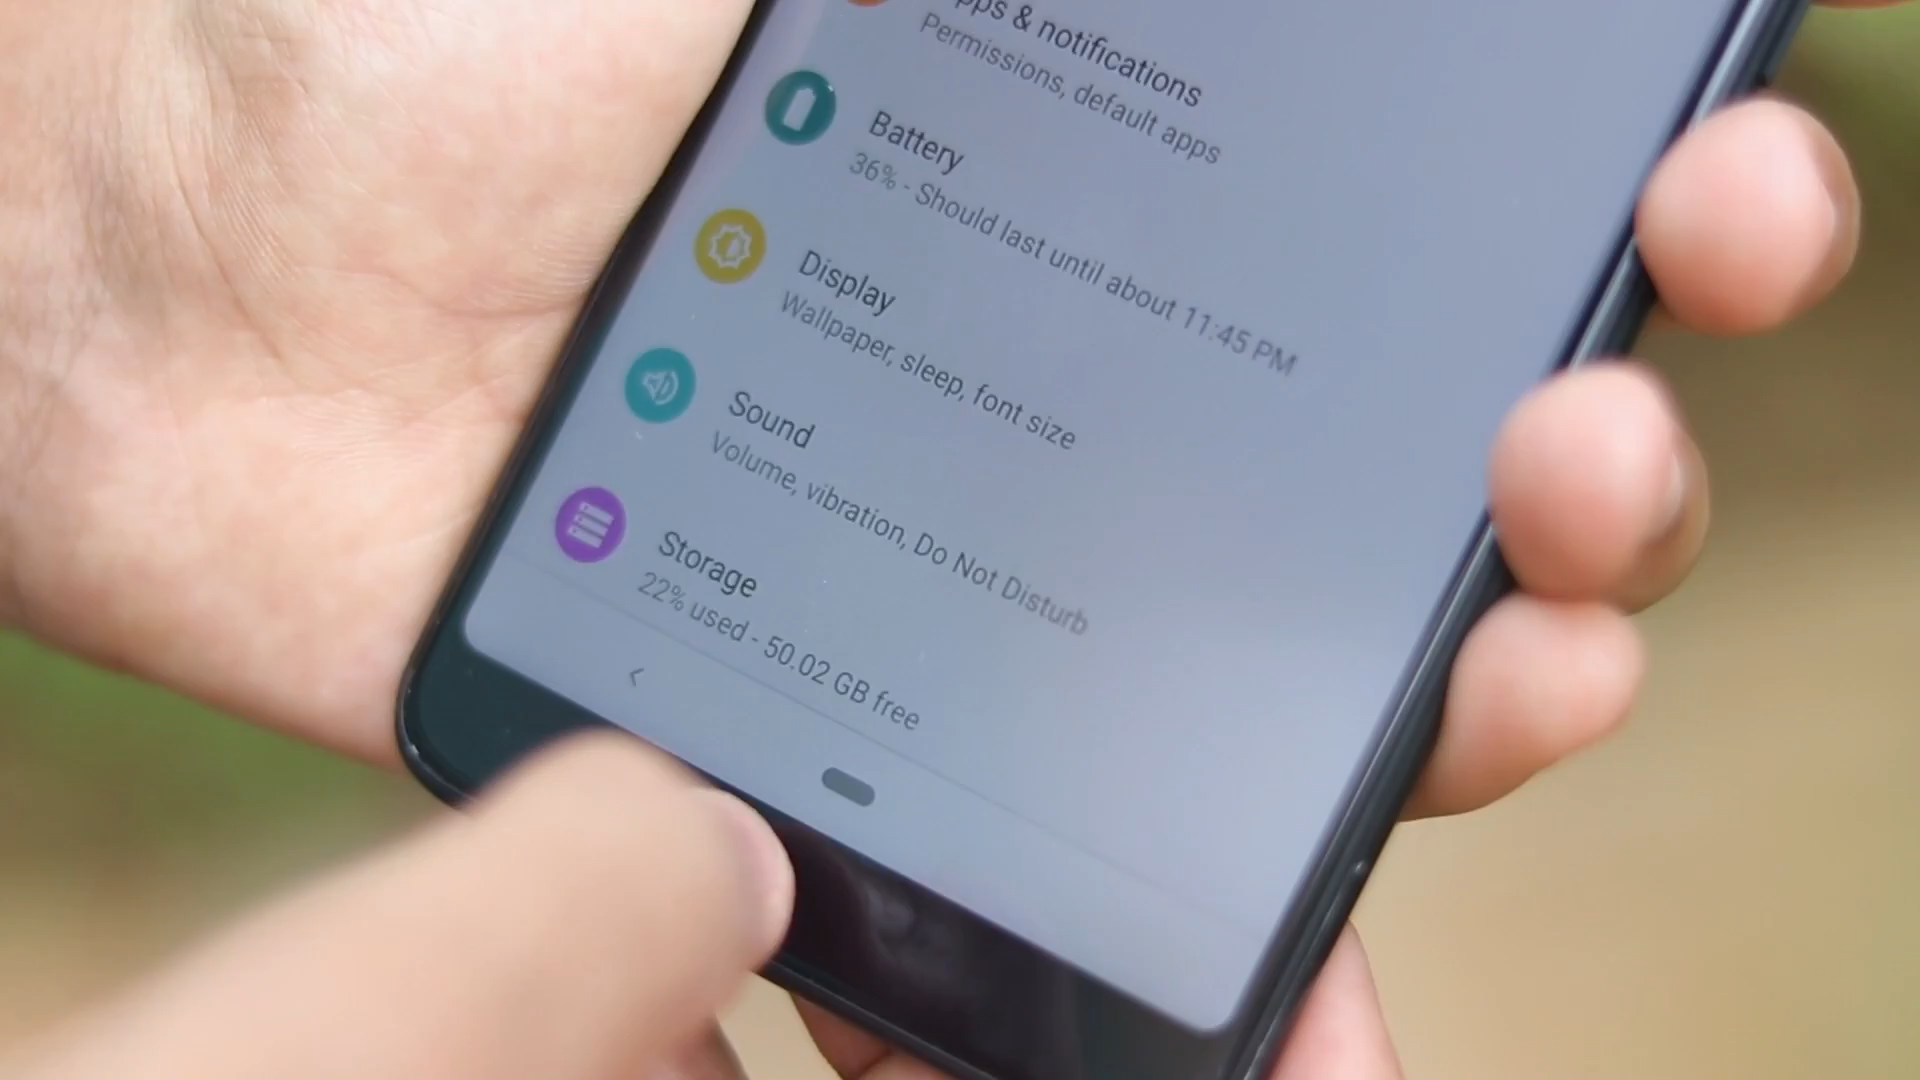 Apps & notifications
Permissions, default apps
Battery
36% - Should last until about 11:45 PM
Display
Wallpaper, sleep, font size
Sound
Volume, vibration, Do Not Disturb
Storage
22% used - 50.02 GB free